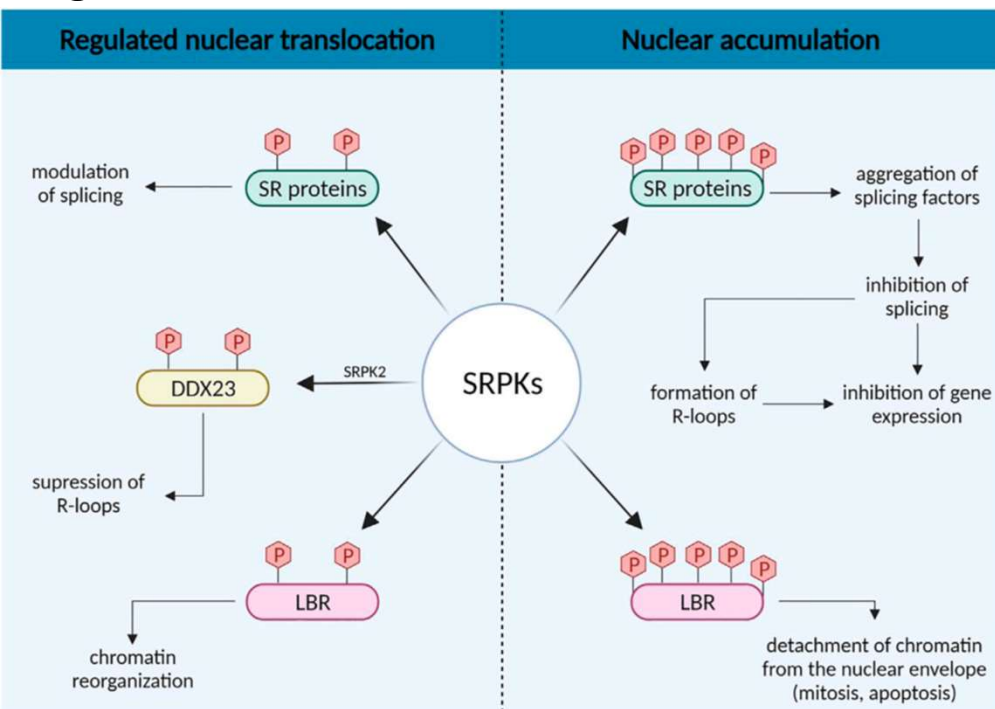 Regulated nuclear translocation
Nuclear accumulation
P P
SR proteins
modulation
of splicing
P P P P P
SR proteins
aggregation of
splicing factors
inhibition of
splicing
formation of
R-loops
inhibition of gene
expression
SRPKs
SRPK2
P P
DDX23
supression of
R-loops
P P
LBR
chromatin
reorganization
P P P P P
LBR
detachment of chromatin
from the nuclear envelope
(mitosis, apoptosis)